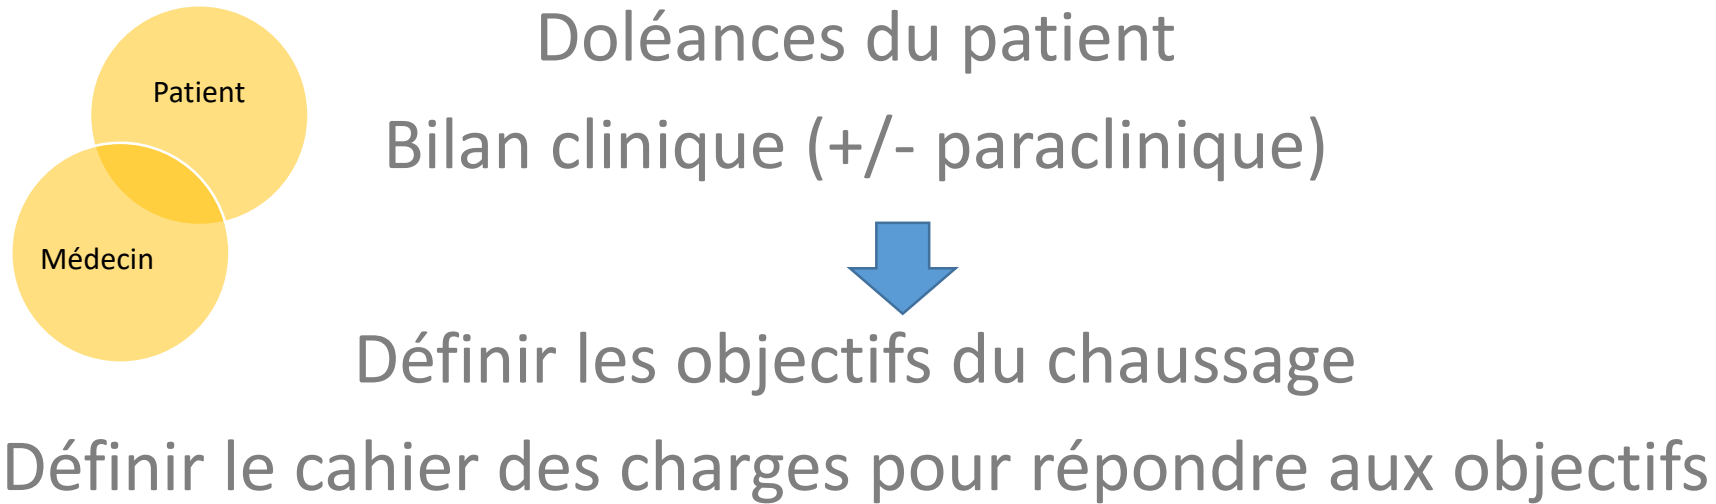 Patient
Médecin
Doléances du patient
Bilan clinique (+/- paraclinique)
Définir les objectifs du chaussage
Définir le cahier des charges pour répondre aux objectifs